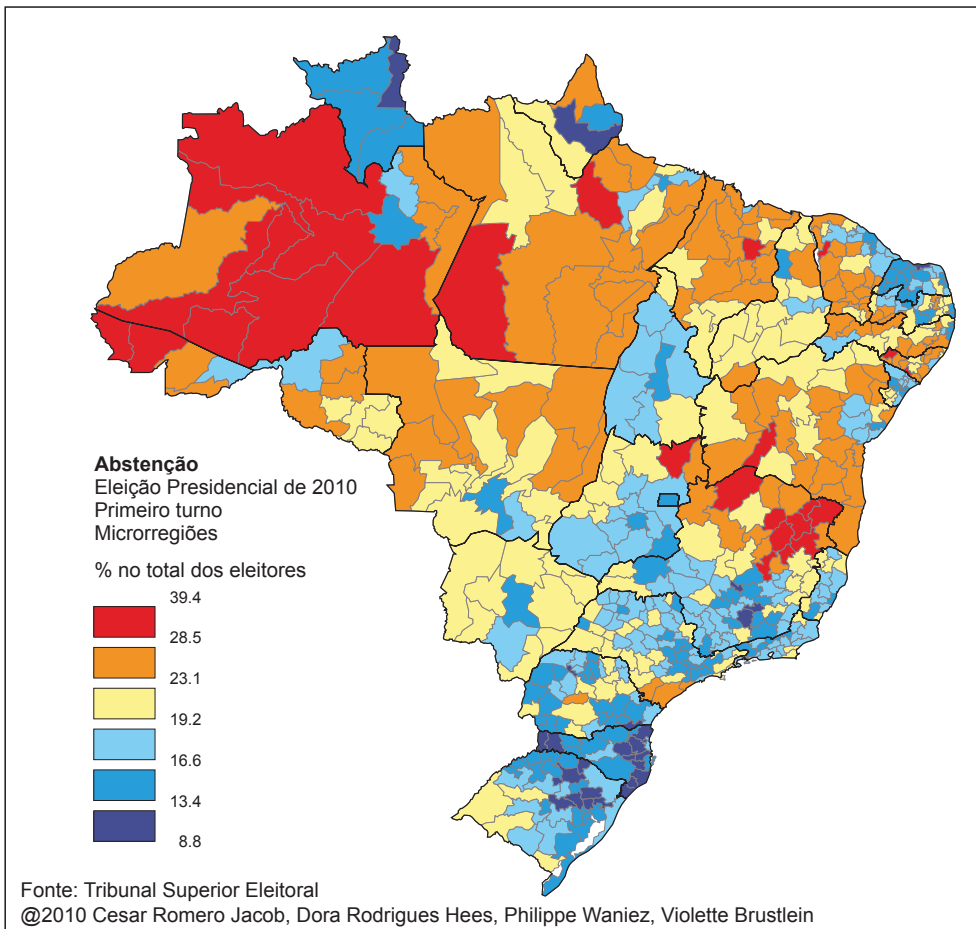 Abstenção
Eleição Presidencial de 2010
Primeiro turno
Microrregiões
% no total dos eleitores
39.4
28.5
23.1
19.2
16.6
13.4
8.8
Fonte: Tribunal Superior Eleitoral
@2010 Cesar Romero Jacob, Dora Rodrigues Hees, Philippe Waniez, Violette Brustlein